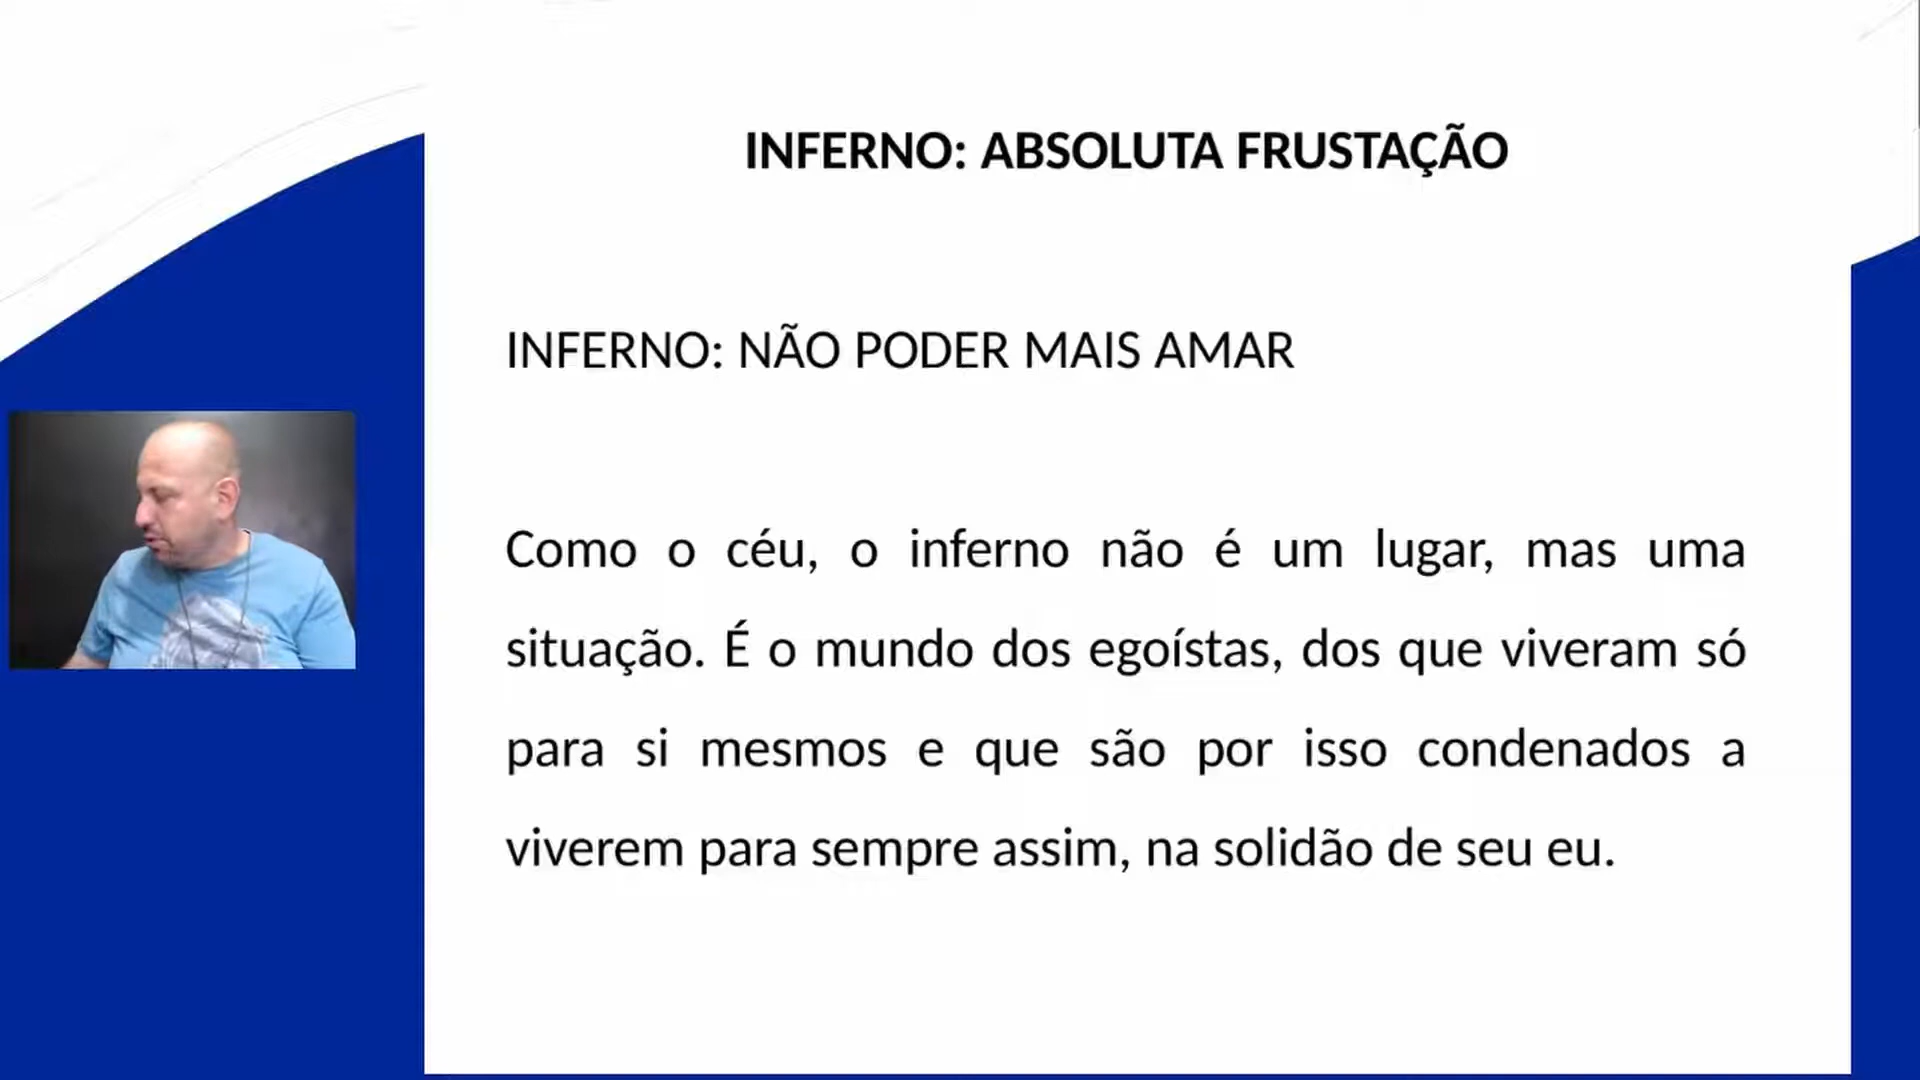 INFERNO: ABSOLUTA FRUSTAÇÃO
INFERNO: NÃO PODER MAIS AMAR
Como o céu, o inferno não é um lugar, mas uma
situação. É o mundo dos egoístas, dos que viveram só
para si mesmos e que são por isso condenados a
viverem para sempre assim, na solidão de seu eu.